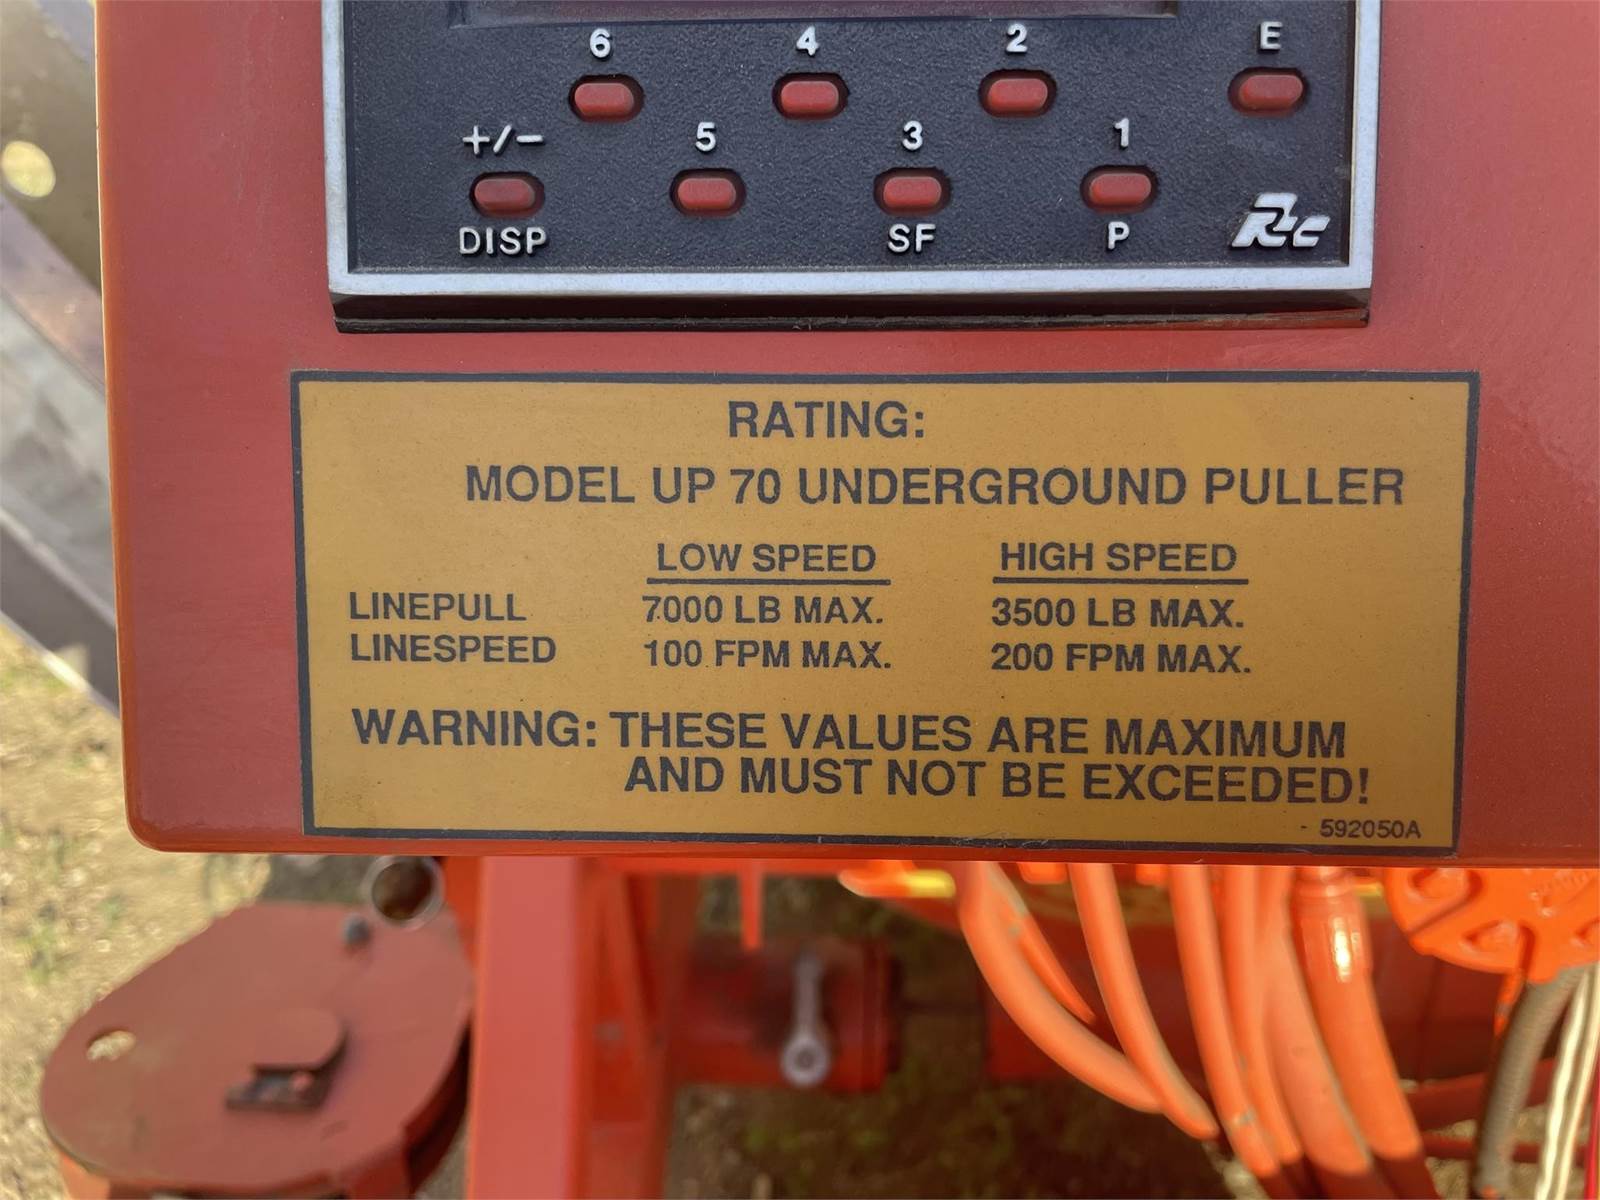 6 4 2 E
+/- 5 3 1
DISP SF P
RATING:
MODEL UP 70 UNDERGROUND PULLER
LOW SPEED HIGH SPEED
LINEPULL 7000 LB MAX. 3500 LB MAX.
LINESPEED 100 FPM MAX. 200 FPM MAX.
WARNING: THESE VALUES ARE MAXIMUM
AND MUST NOT BE EXCEEDED!
592050A